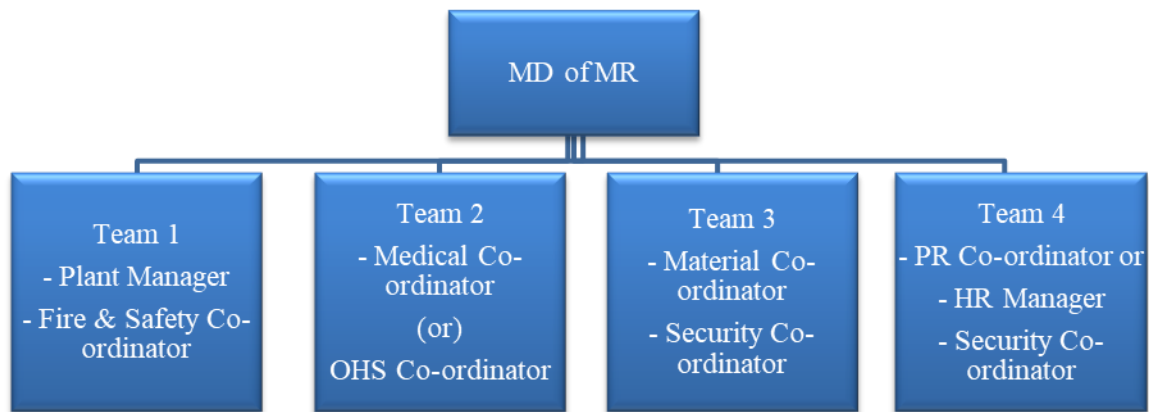 MD of MR
Team 1
- Plant Manager
- Fire & Safety Co-
ordinator
Team 2
- Medical Co-
ordinator
(or)
OHS Co-ordinator
Team 3
- Material Co-
ordinator
- Security Co-
ordinator
Team 4
- PR Co-ordinator or
- HR Manager
- Security Co-
ordinator